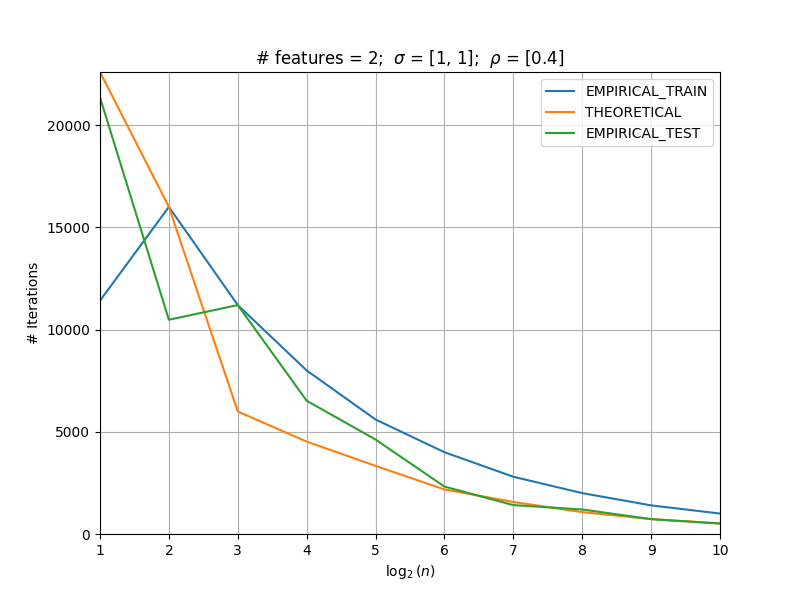 # features = 2; σ = [1, 1]; ρ = [0.4]
EMPIRICAL_TRAIN
THEORETICAL
EMPIRICAL_TEST
20000
15000
10000
5000
0
# Iterations
1 2 3 4 5 6 7 8 9 10
log₂(n)